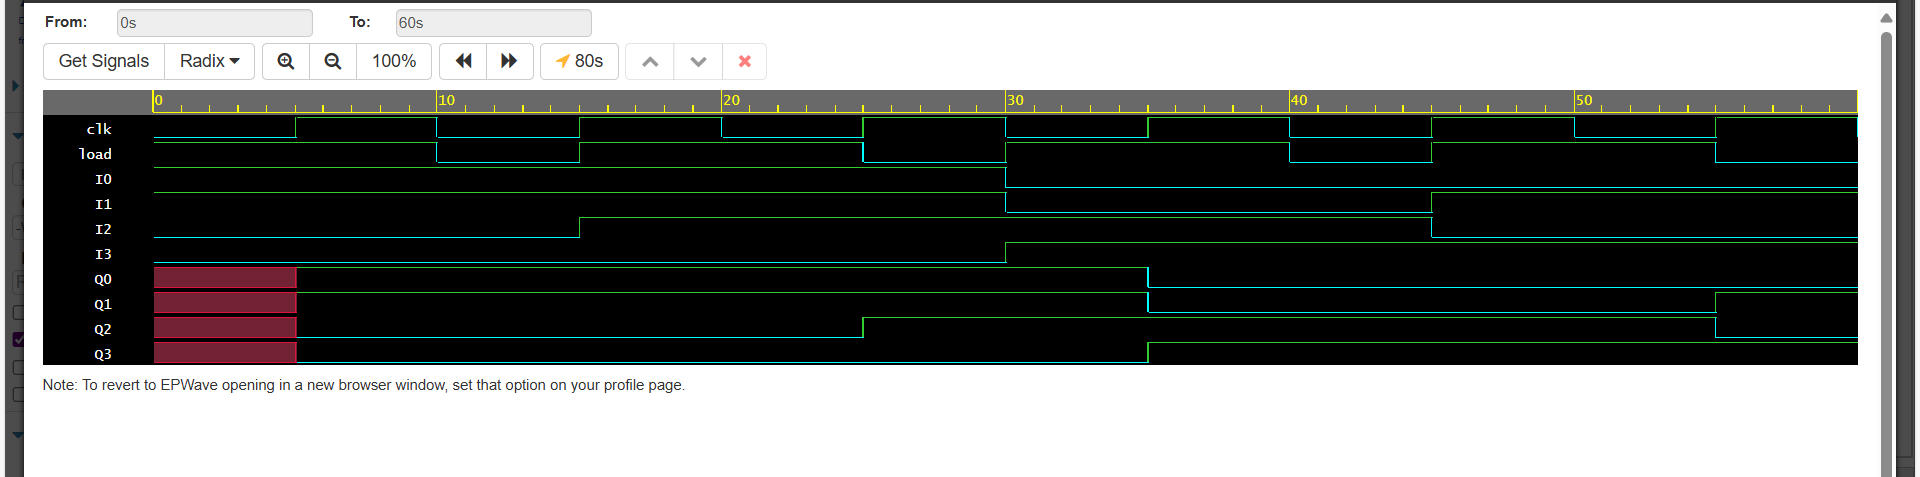 From: 0s To: 60s
Get Signals Radix 100% 80s
0 10 20 30 40 50
clk
load
I0
I1
I2
I3
Q0
Q1
Q2
Q3
Note: To revert to EPWave opening in a new browser window, set that option on your profile page.